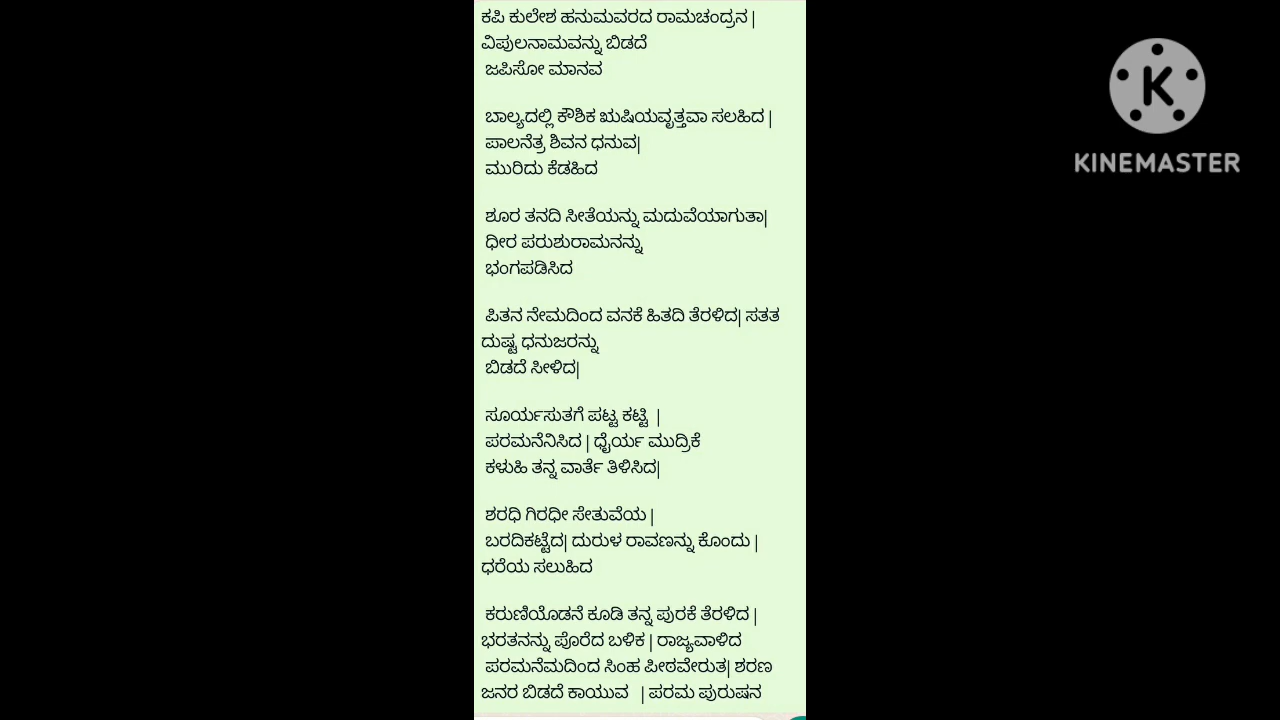 ಕಪಿ ಕುಲೇಶ ಹನುಮವರದ ರಾಮಚಂದ್ರನ |
ವಿಪುಲನಾಮವನ್ನು ಬಿಡದೆ
ಜಪಿಸೋ ಮಾನವ
ಬಾಲ್ಯದಲ್ಲಿ ಕೌಶಿಕ ಋಷಿಯವೃತ್ತವಾ ಸಲಹಿದ |
ಪಾಲನೆತ್ರ ಶಿವನ ಧನುವ|
ಮುರಿದು ಕೆಡಹಿದ
ಶೂರ ತನದಿ ಸೀತೆಯನ್ನು ಮದುವೆಯಾಗುತಾ|
ಧೀರ ಪರುಶುರಾಮನನ್ನು
ಭಂಗಪಡಿಸಿದ
ಪಿತನ ನೇಮದಿಂದ ವನಕೆ ಹಿತದಿ ತೆರಳಿದ| ಸತತ
ದುಷ್ಟ ಧನುಜರನ್ನು
ಬಿಡದೆ ಸೀಳಿದ|
ಸೂರ್ಯಸುತಗೆ ಪಟ್ಟ ಕಟ್ಟಿ |
ಪರಮನೆನಿಸಿದ | ಧೈರ್ಯ ಮುದ್ರಿಕೆ
ಕಳುಹಿ ತನ್ನ ವಾರ್ತೆ ತಿಳಿಸಿದ|
ಶರಧಿ ಗಿರಧೀ ಸೇತುವೆಯ |
ಬರದಿಕಟ್ಟೆದ| ದುರುಳ ರಾವಣನ್ನು ಕೊಂದು |
ಧರೆಯ ಸಲುಹಿದ
ಕರುಣಿಯೊಡನೆ ಕೂಡಿ ತನ್ನ ಪುರಕೆ ತೆರಳಿದ |
ಭರತನನ್ನು ಪೊರೆದ ಬಳಿಕ | ರಾಜ್ಯವಾಳಿದ
ಪರಮನೆಮದಿಂದ ಸಿಂಹ ಪೀಠವೇರುತ| ಶರಣ
ಜನರ ಬಿಡದೆ ಕಾಯುವ | ಪರಮ ಪುರುಷನ
K
KINEMASTER